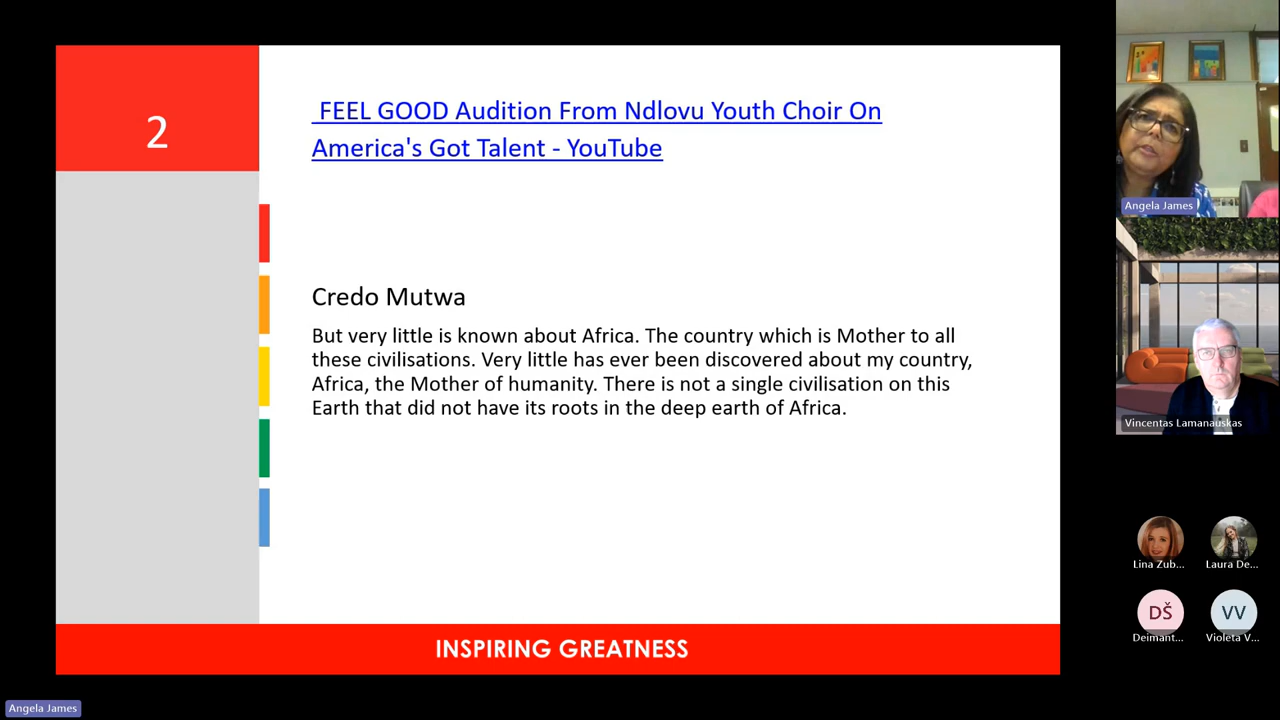 2
FEEL GOOD Audition From Ndlovu Youth Choir On
America's Got Talent - YouTube
Credo Mutwa
But very little is known about Africa. The country which is Mother to all
these civilisations. Very little has ever been discovered about my country,
Africa, the Mother of humanity. There is not a single civilisation on this
Earth that did not have its roots in the deep earth of Africa.
INSPIRING GREATNESS
Angela James
Vincentas Lamanauskas
Lina Zub...
Laura De...
DŠ
VV
Deimant...
Violeta V...
Angela James